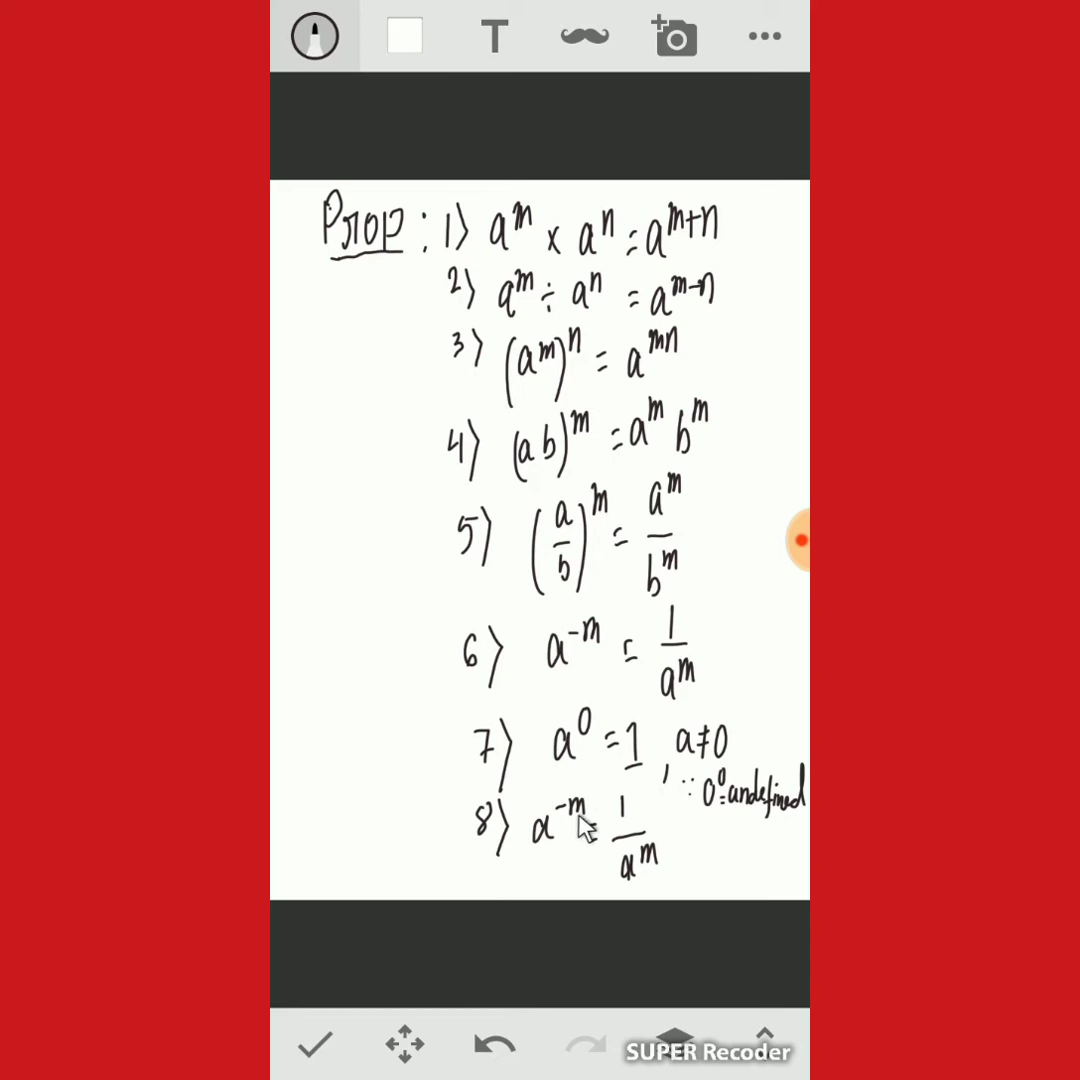 T
Prop : 1) a^m × a^n = a^{m+n}
2) a^m ÷ a^n = a^{m-n}
3) (a^m)^n = a^{mn}
4) (ab)^m = a^m b^m
5) (a/b)^m = a^m/b^m
6) a^{-m} = 1/a^m
7) a^0 = 1, a≠0
∵ 0^0 = undefined
8) a^{-m} = 1/a^m
SUPER Recoder